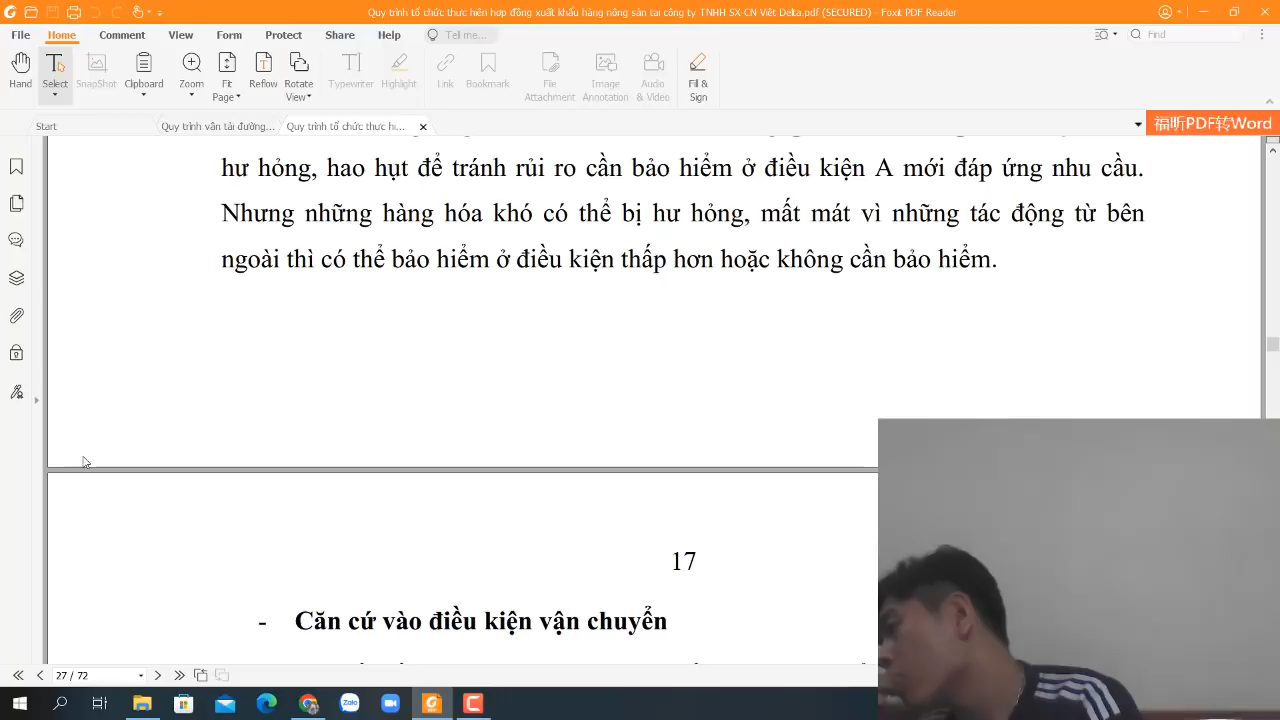 Quy trình tổ chức thực hiện hợp đồng xuất khẩu hàng nông sản tại công ty TNHH SX-CN Việt Delta.pdf (SECURED) - Foxit PDF Reader
File Home Comment View Form Protect Share Help Tell me... Find
Hand Select SnapShot Clipboard Zoom Fit Page Reflow Rotate View Typewriter Highlight Link Bookmark File Attachment Image Annotation Audio & Video Fill & Sign
Start Quy trình vận tải đường... Quy trình tổ chức thực h... 福昕PDF转Word
hư hỏng, hao hụt để tránh rủi ro cần bảo hiểm ở điều kiện A mới đáp ứng nhu cầu.
Nhưng những hàng hóa khó có thể bị hư hỏng, mất mát vì những tác động từ bên
ngoài thì có thể bảo hiểm ở điều kiện thấp hơn hoặc không cần bảo hiểm.
17
- Căn cứ vào điều kiện vận chuyển
27 / 72
Zalo